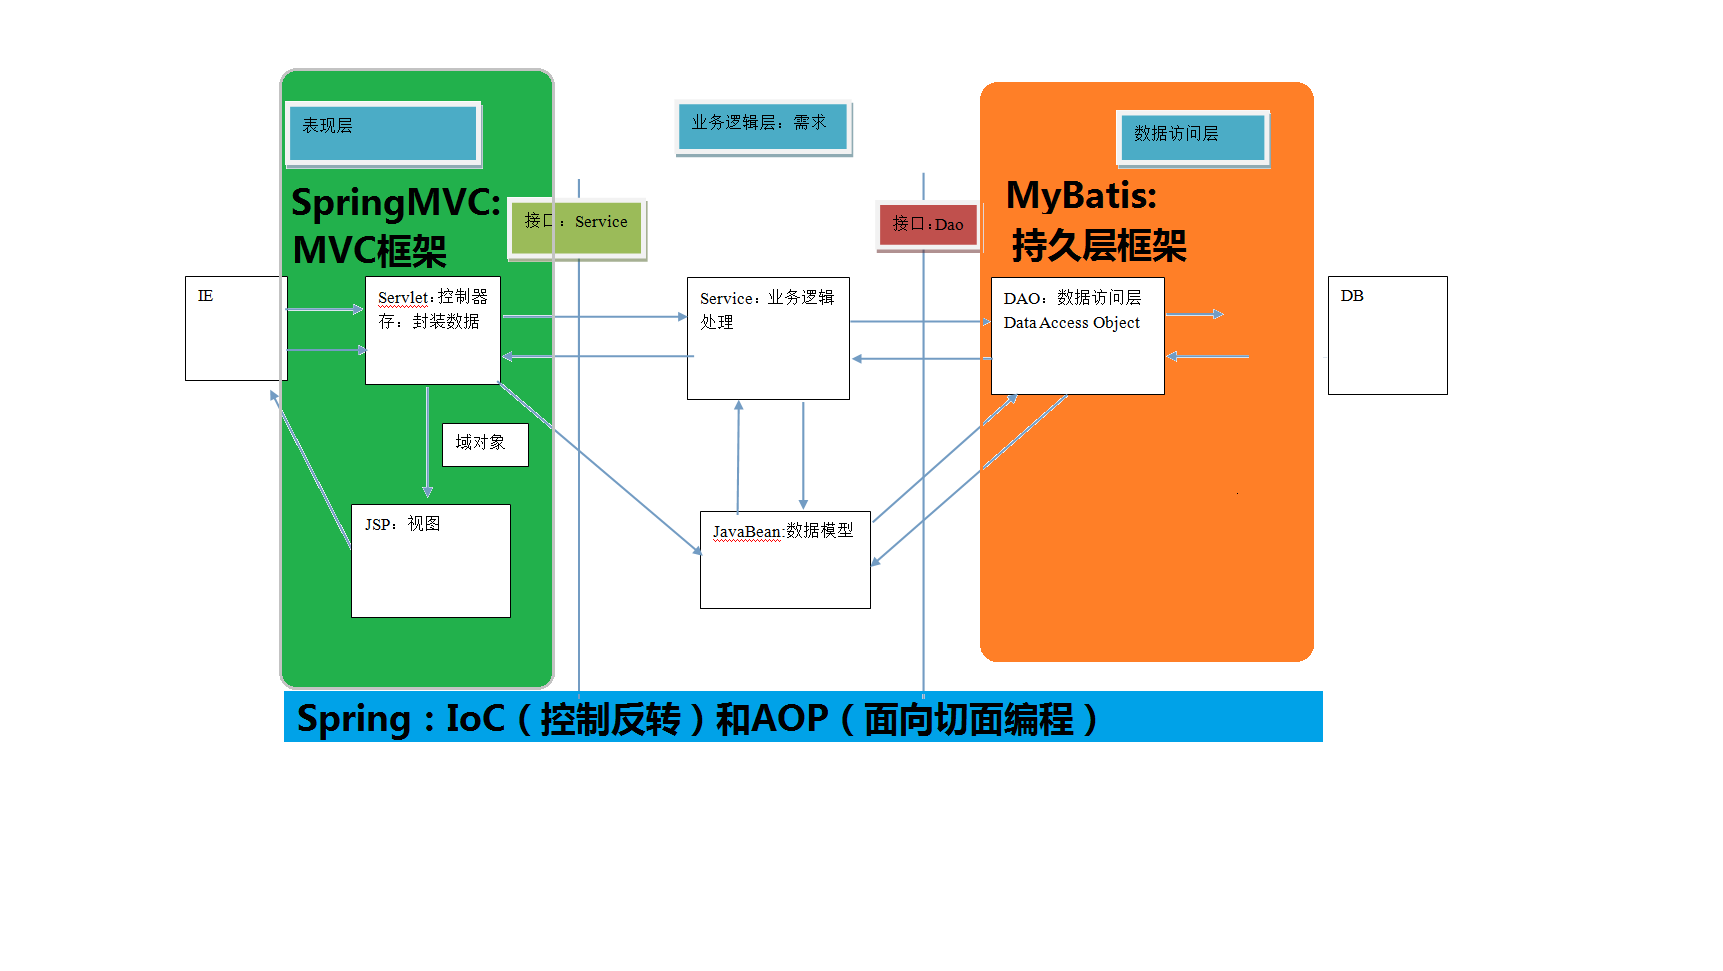 表现层
业务逻辑层：需求
数据访问层
SpringMVC:
MVC框架
接口：Service
接口:Dao
MyBatis:
持久层框架
IE
Servlet:控制器
存：封装数据
Service：业务逻辑
处理
DAO：数据访问层
Data Access Object
DB
域对象
JSP：视图
JavaBean:数据模型
Spring：IoC（控制反转）和AOP（面向切面编程）